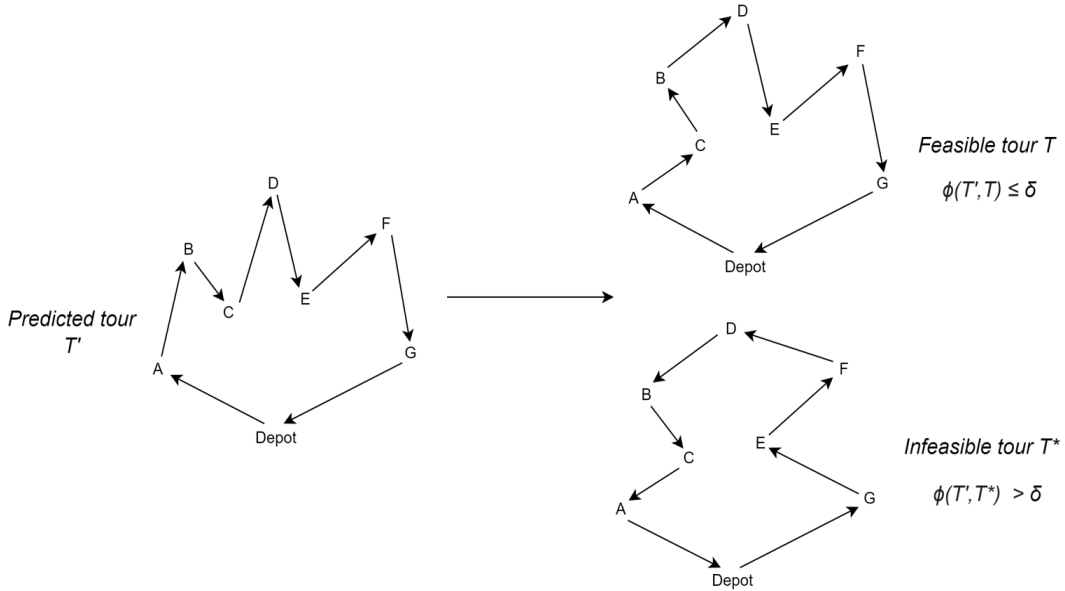 Predicted tour
T'
A
B
C
D
E
F
G
Depot
D
F
B
E
C
G
A
Depot
Feasible tour T
ϕ(T',T) ≤ δ
D
F
B
E
C
G
A
Depot
Infeasible tour T*
ϕ(T',T*) > δ